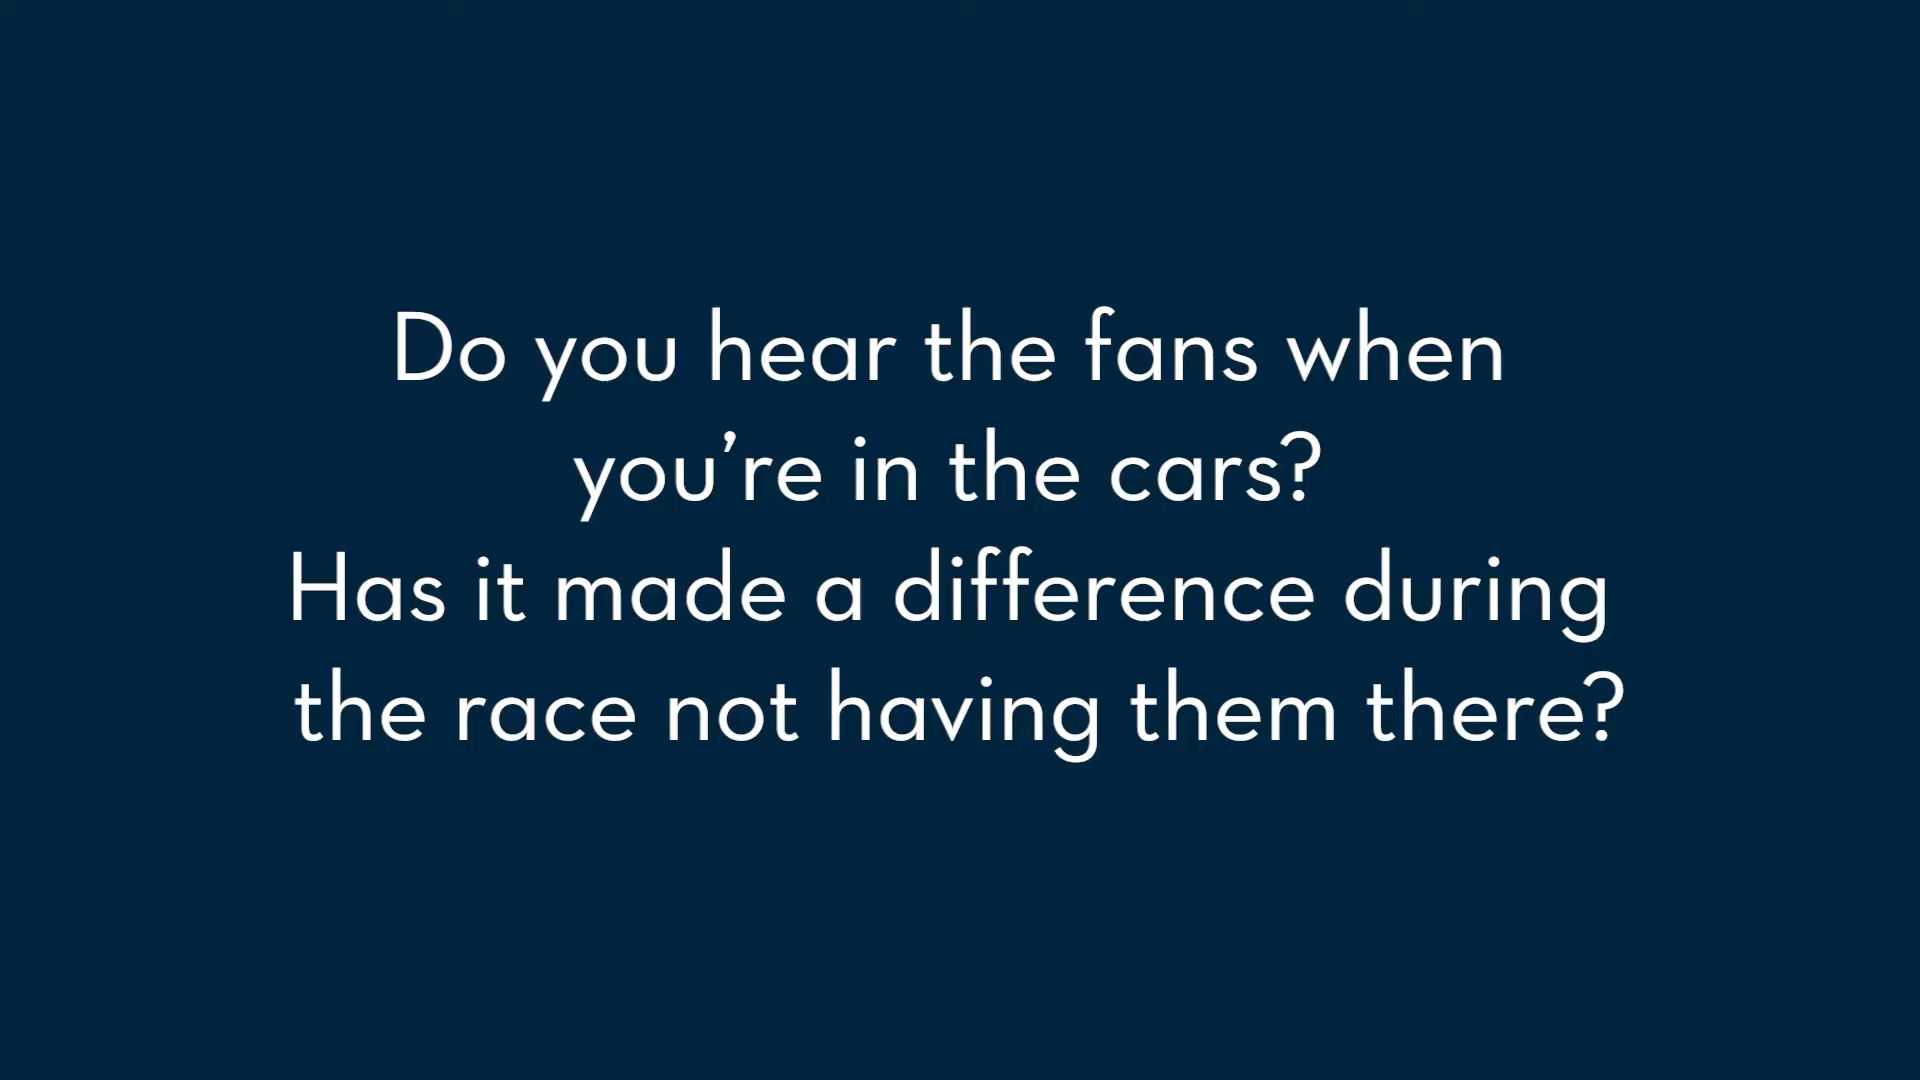 Do you hear the fans when
you’re in the cars?
Has it made a difference during
the race not having them there?